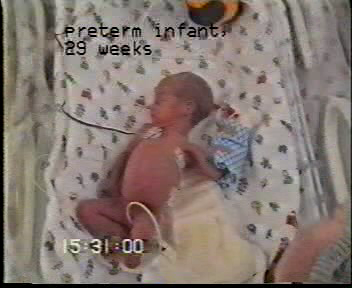 preterm infant,
29 weeks
15:31:00